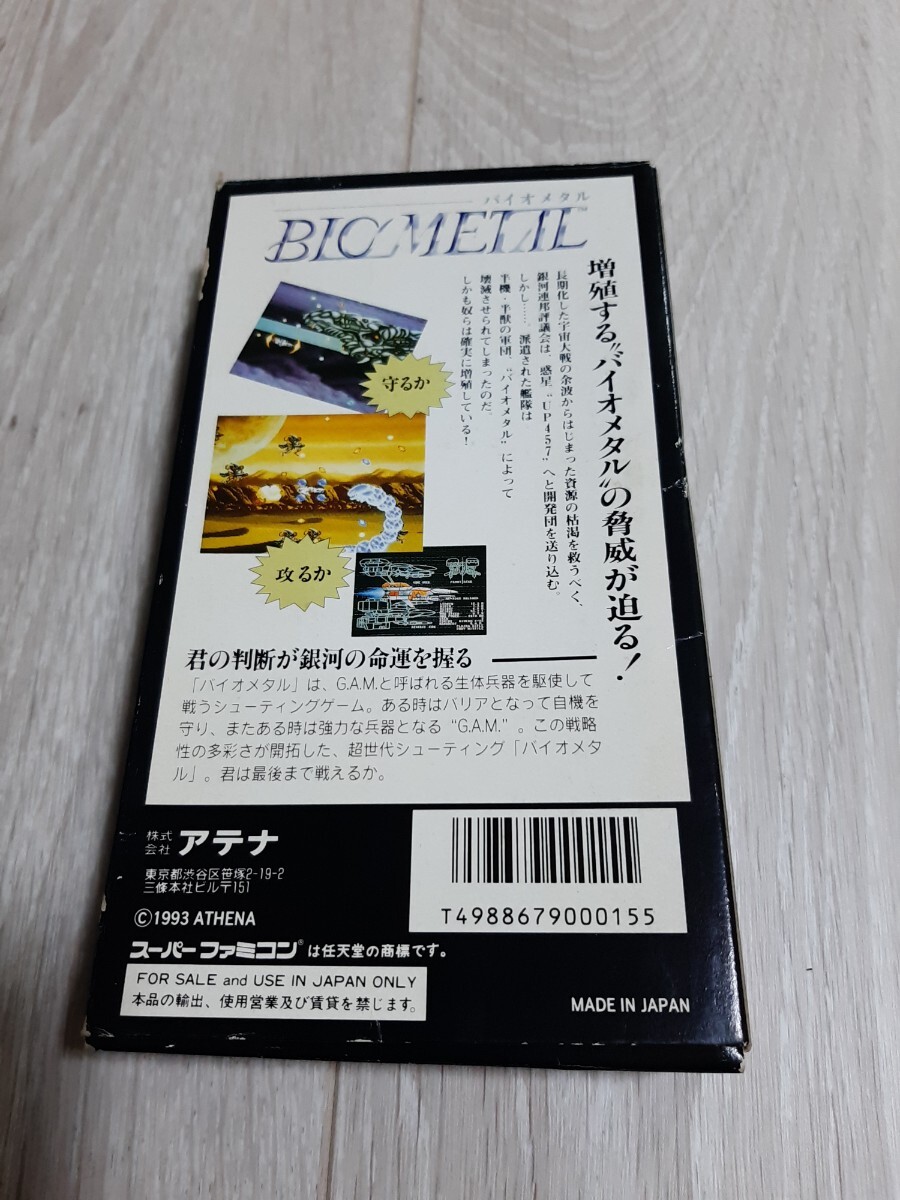 バイオメタル
BIO METAL™
増殖する〝バイオメタル〟の脅威が迫る!
長期化した宇宙大戦の余波からはじまった資源の枯渇を救うべく、
銀河連邦評議会は、惑星〝UP457〟へと開発団を送り込む。
しかし……、派遣された艦隊は
半機・半獣の軍団、〝バイオメタル〟によって
壊滅させられてしまったのだ。
しかも奴らは確実に増殖している!
守るか
攻るか
君の判断が銀河の命運を握る
「バイオメタル」は、G.A.M.と呼ばれる生体兵器を駆使して
戦うシューティングゲーム。ある時はバリアとなって自機を
守り、またある時は強力な兵器となる “G.A.M.” 。この戦略
性の多彩さが開拓した、超世代シューティング「バイオメタ
ル」。君は最後まで戦えるか。
株式会社 アテナ
東京都渋谷区笹塚2-19-2
三條本社ビル〒151
©1993 ATHENA
T4988679000155
スーパーファミコン®は任天堂の商標です。
FOR SALE and USE IN JAPAN ONLY
本品の輸出、使用営業及び賃貸を禁じます。
MADE IN JAPAN